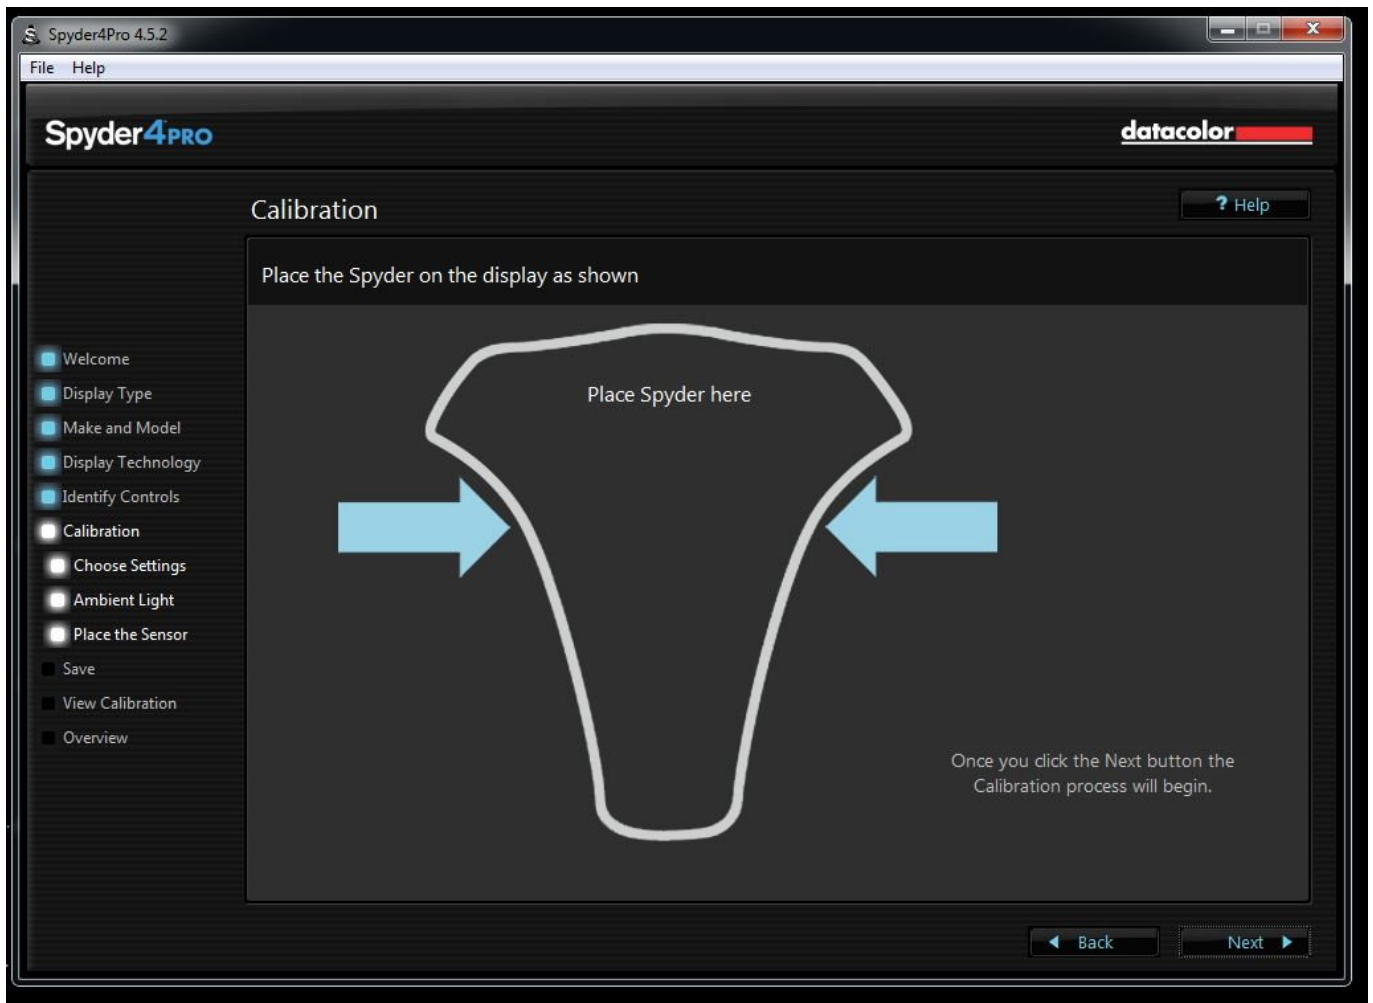 Spyder4Pro 4.5.2
File Help
Spyder4PRO
datacolor
Calibration
? Help
Place the Spyder on the display as shown
Place Spyder here
Welcome
Display Type
Make and Model
Display Technology
Identify Controls
Calibration
Choose Settings
Ambient Light
Place the Sensor
Save
View Calibration
Overview
Once you click the Next button the
Calibration process will begin.
Back
Next